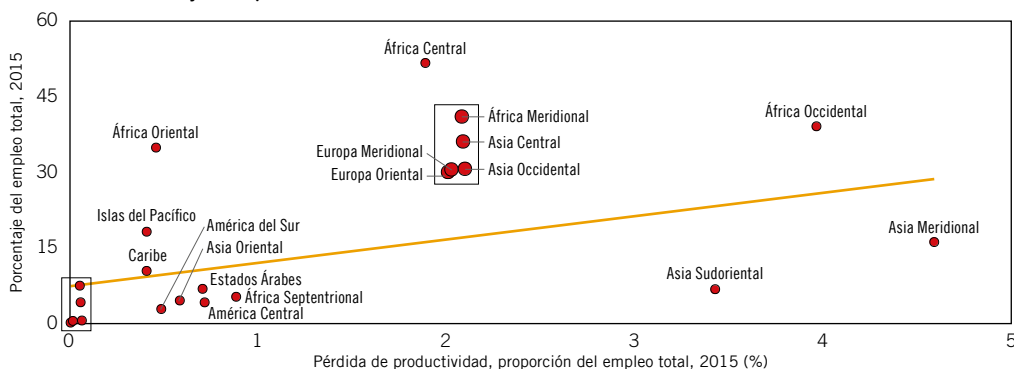 60
África Central
45
África Meridional
África Occidental
África Oriental
Europa Meridional
Asia Central
30
Europa Oriental
Asia Occidental
Islas del Pacífico
América del Sur
Asia Meridional
15
Caribe
Asia Oriental
Estados Árabes
Asia Sudoriental
África Septentrional
América Central
0
0 1 2 3 4 5
Porcentaje del empleo total, 2015
Pérdida de productividad, proporción del empleo total, 2015 (%)